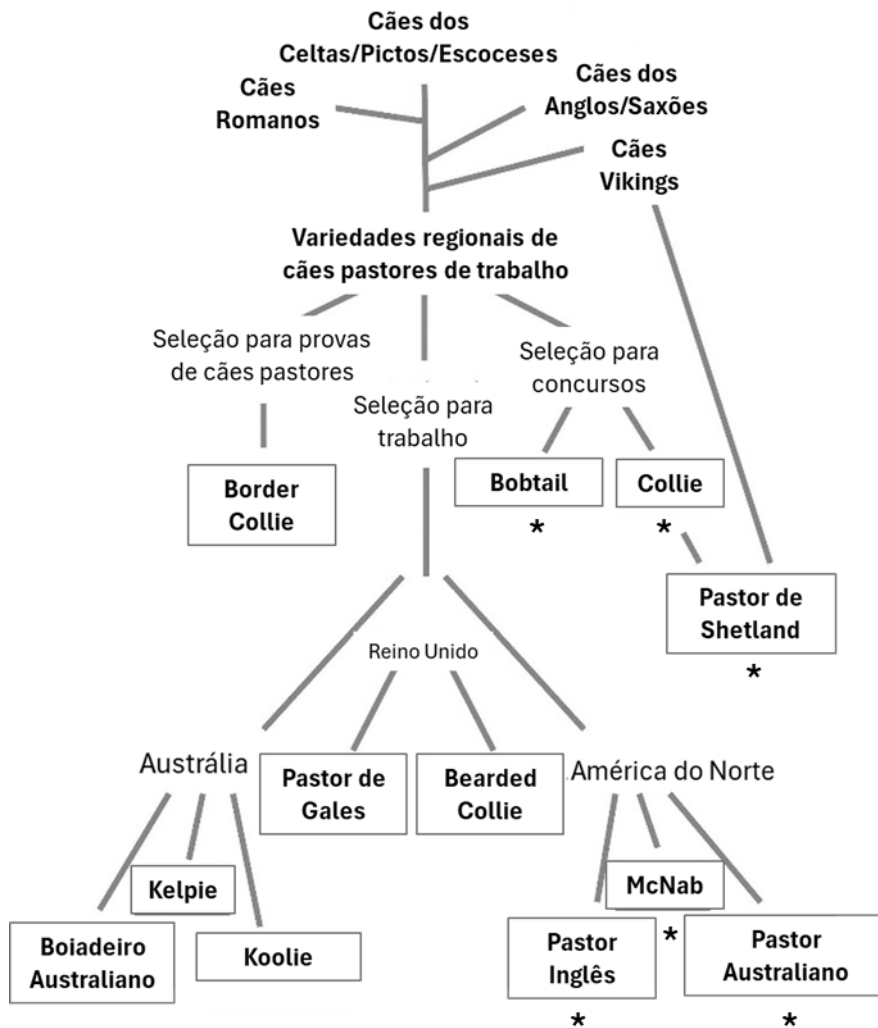 Cães dos
Celtas/Pictos/Escoceses
Cães
Romanos
Cães dos
Anglos/Saxões
Cães
Vikings
Variedades regionais de
cães pastores de trabalho
Seleção para provas
de cães pastores
Seleção para
trabalho
Seleção para
concursos
Border
Collie
Bobtail
*
Collie
*
Pastor de
Shetland
*
Reino Unido
Austrália
Pastor de
Gales
Bearded
Collie
.América do Norte
Kelpie
Boiadeiro
Australiano
Koolie
McNab
*
Pastor
Inglês
*
Pastor
Australiano
*